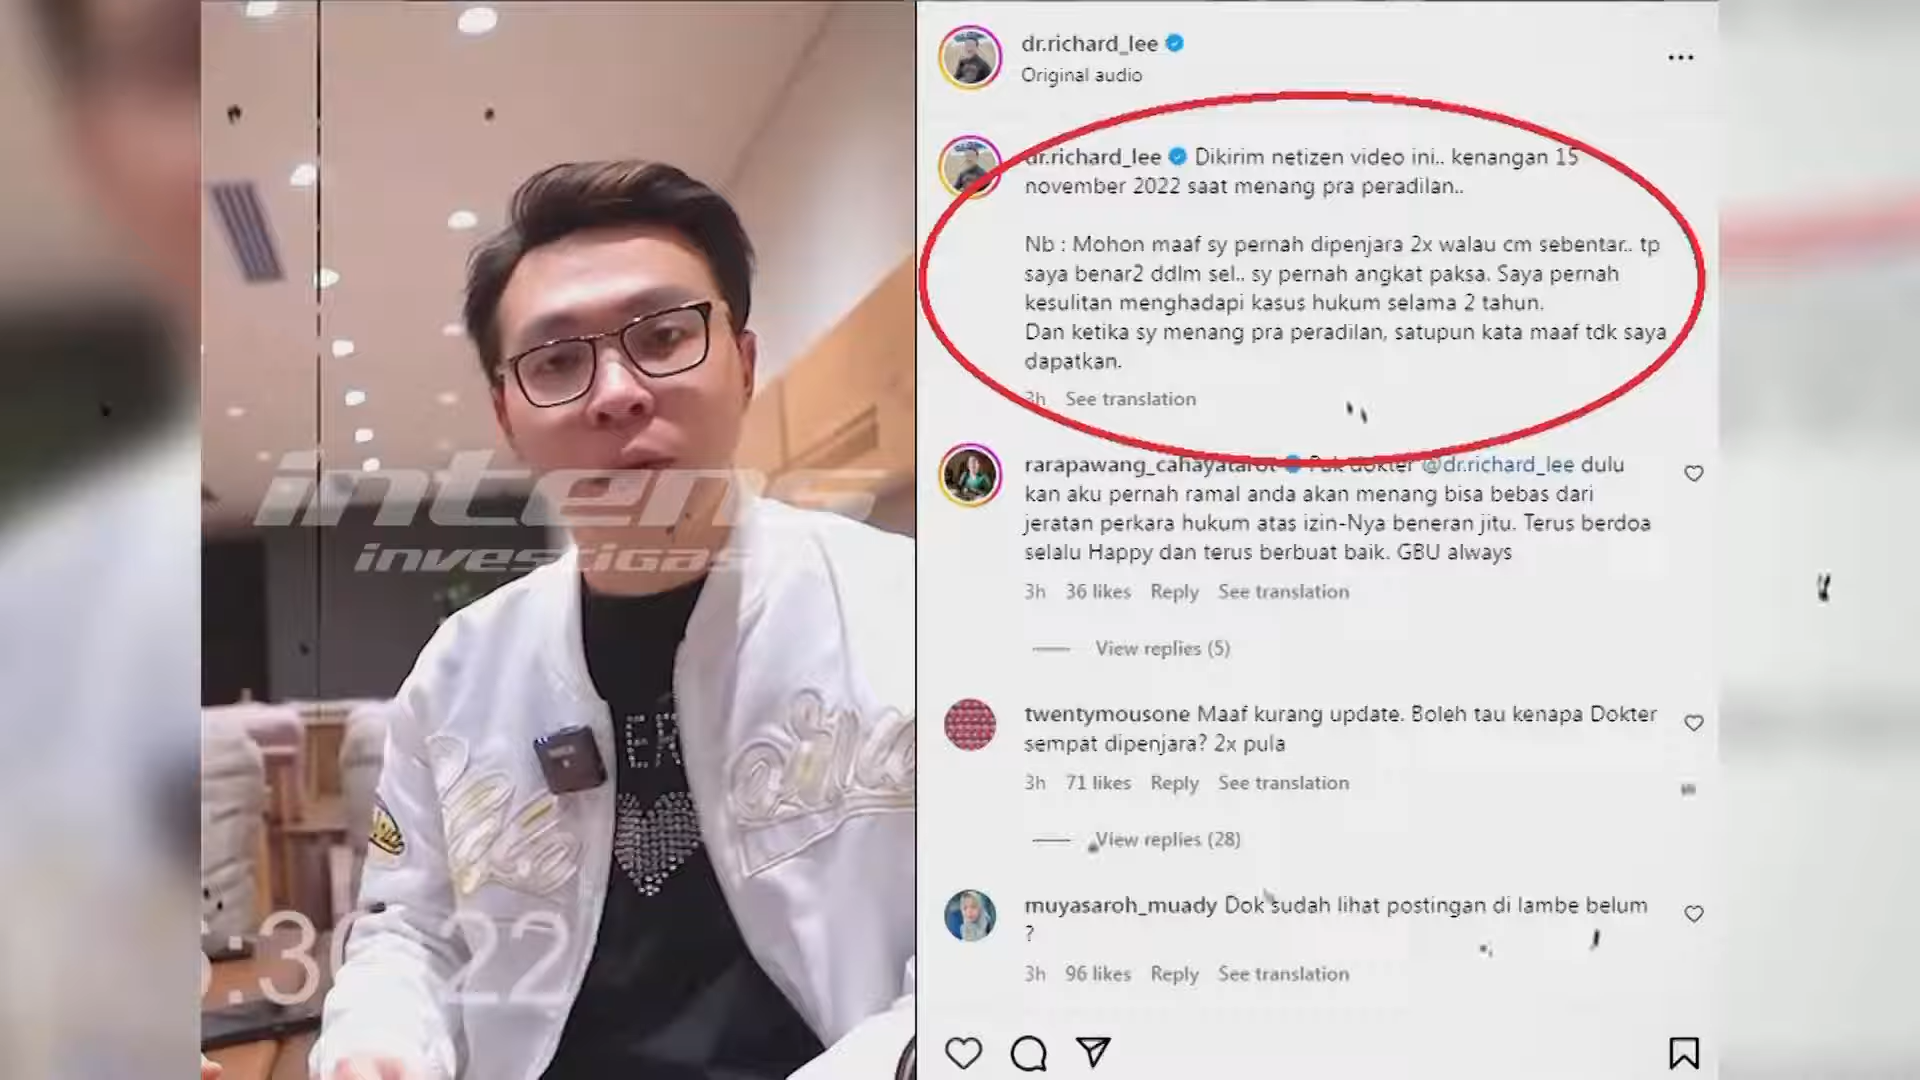 dr.richard_lee
Original audio
dr.richard_lee Dikirim netizen video ini.. kenangan 15
november 2022 saat menang pra peradilan..
Nb : Mohon maaf sy pernah dipenjara 2x walau cm sebentar.. tp
saya benar2 ddlm sel.. sy pernah angkat paksa. Saya pernah
kesulitan menghadapi kasus hukum selama 2 tahun.
Dan ketika sy menang pra peradilan, satupun kata maaf tdk saya
dapatkan.
3h See translation
rarapawang_cahayatarot Pak dokter @dr.richard_lee dulu
kan aku pernah ramal anda akan menang bisa bebas dari
jeratan perkara hukum atas izin-Nya beneran jitu. Terus berdoa
selalu Happy dan terus berbuat baik. GBU always
3h 36 likes Reply See translation
View replies (5)
twentymousone Maaf kurang update. Boleh tau kenapa Dokter
sempat dipenjara? 2x pula
3h 71 likes Reply See translation
View replies (28)
muyasaroh_muady Dok sudah lihat postingan di lambe belum
?
3h 96 likes Reply See translation
intens
investigasi
:30:22